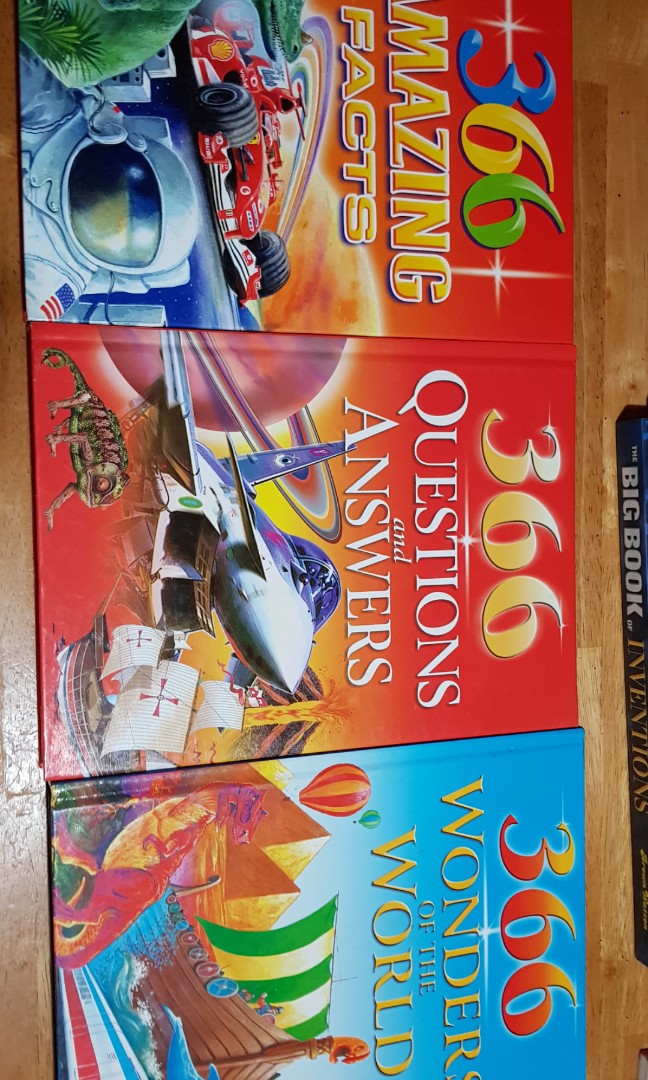 366
AMAZING
FACTS
366
QUESTIONS
and
ANSWERS
366
WONDERS
OF THE
WORLD
THE BIG BOOK OF INVENTIONS